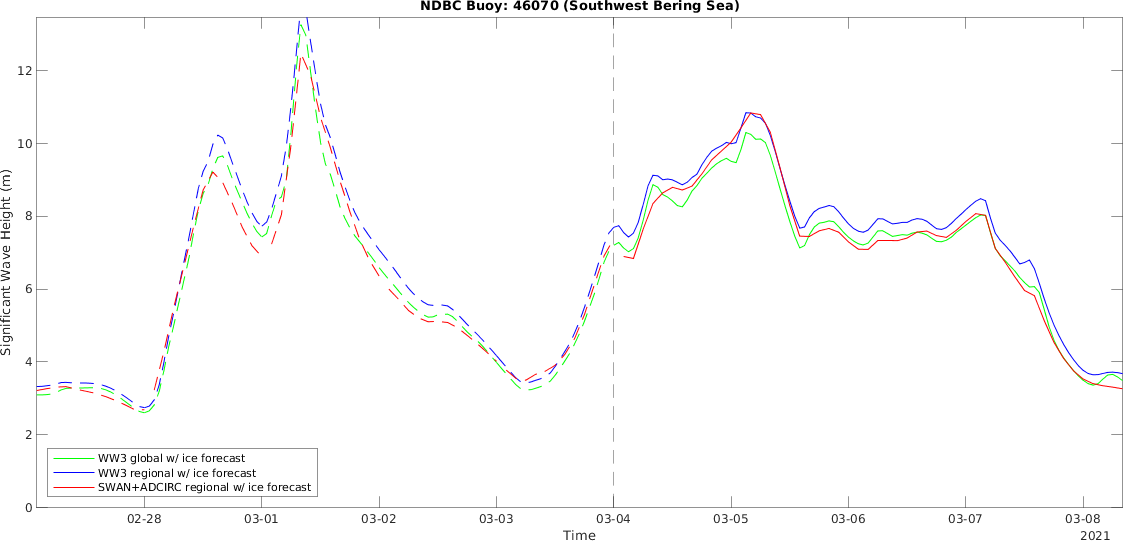 NDBC Buoy: 46070 (Southwest Bering Sea)
Significant Wave Height (m)
12
10
8
6
4
2
0
WW3 global w/ ice forecast
WW3 regional w/ ice forecast
SWAN+ADCIRC regional w/ ice forecast
02-28 03-01 03-02 03-03 03-04 03-05 03-06 03-07 03-08
Time
2021